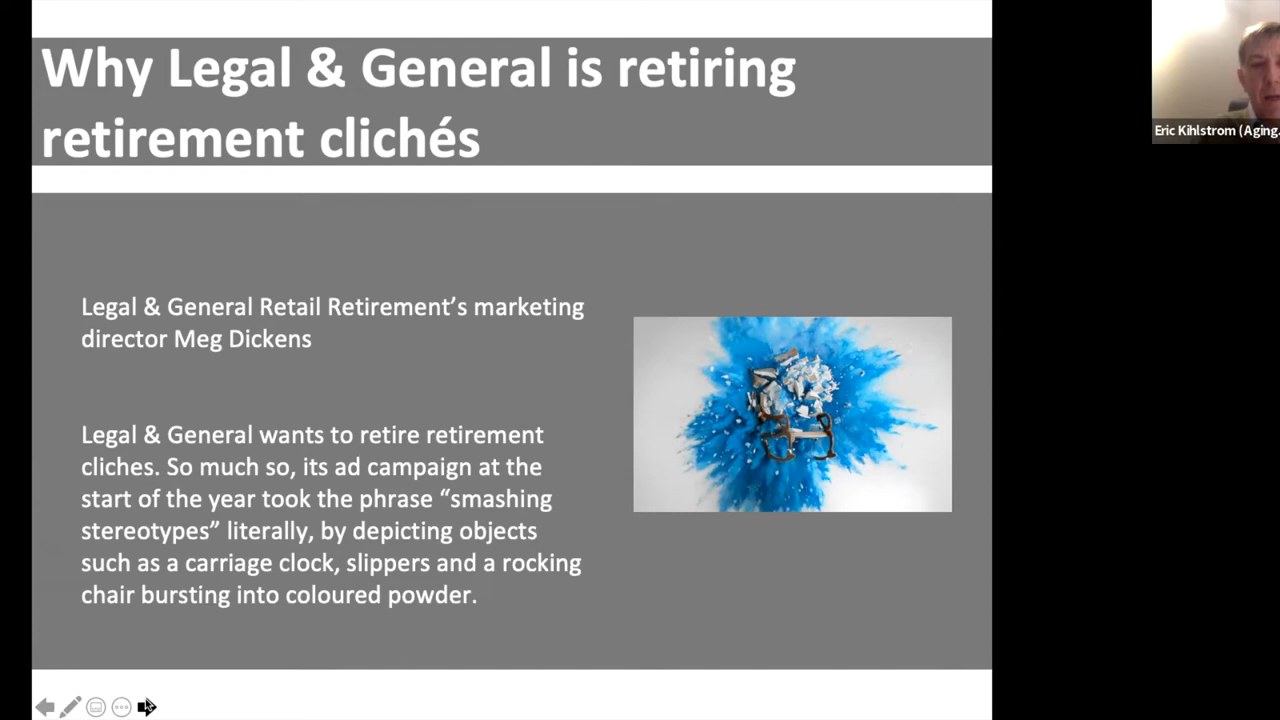 Why Legal & General is retiring
retirement clichés
Legal & General Retail Retirement’s marketing
director Meg Dickens
Legal & General wants to retire retirement
cliches. So much so, its ad campaign at the
start of the year took the phrase “smashing
stereotypes” literally, by depicting objects
such as a carriage clock, slippers and a rocking
chair bursting into coloured powder.
Eric Kihlstrom (Aging.